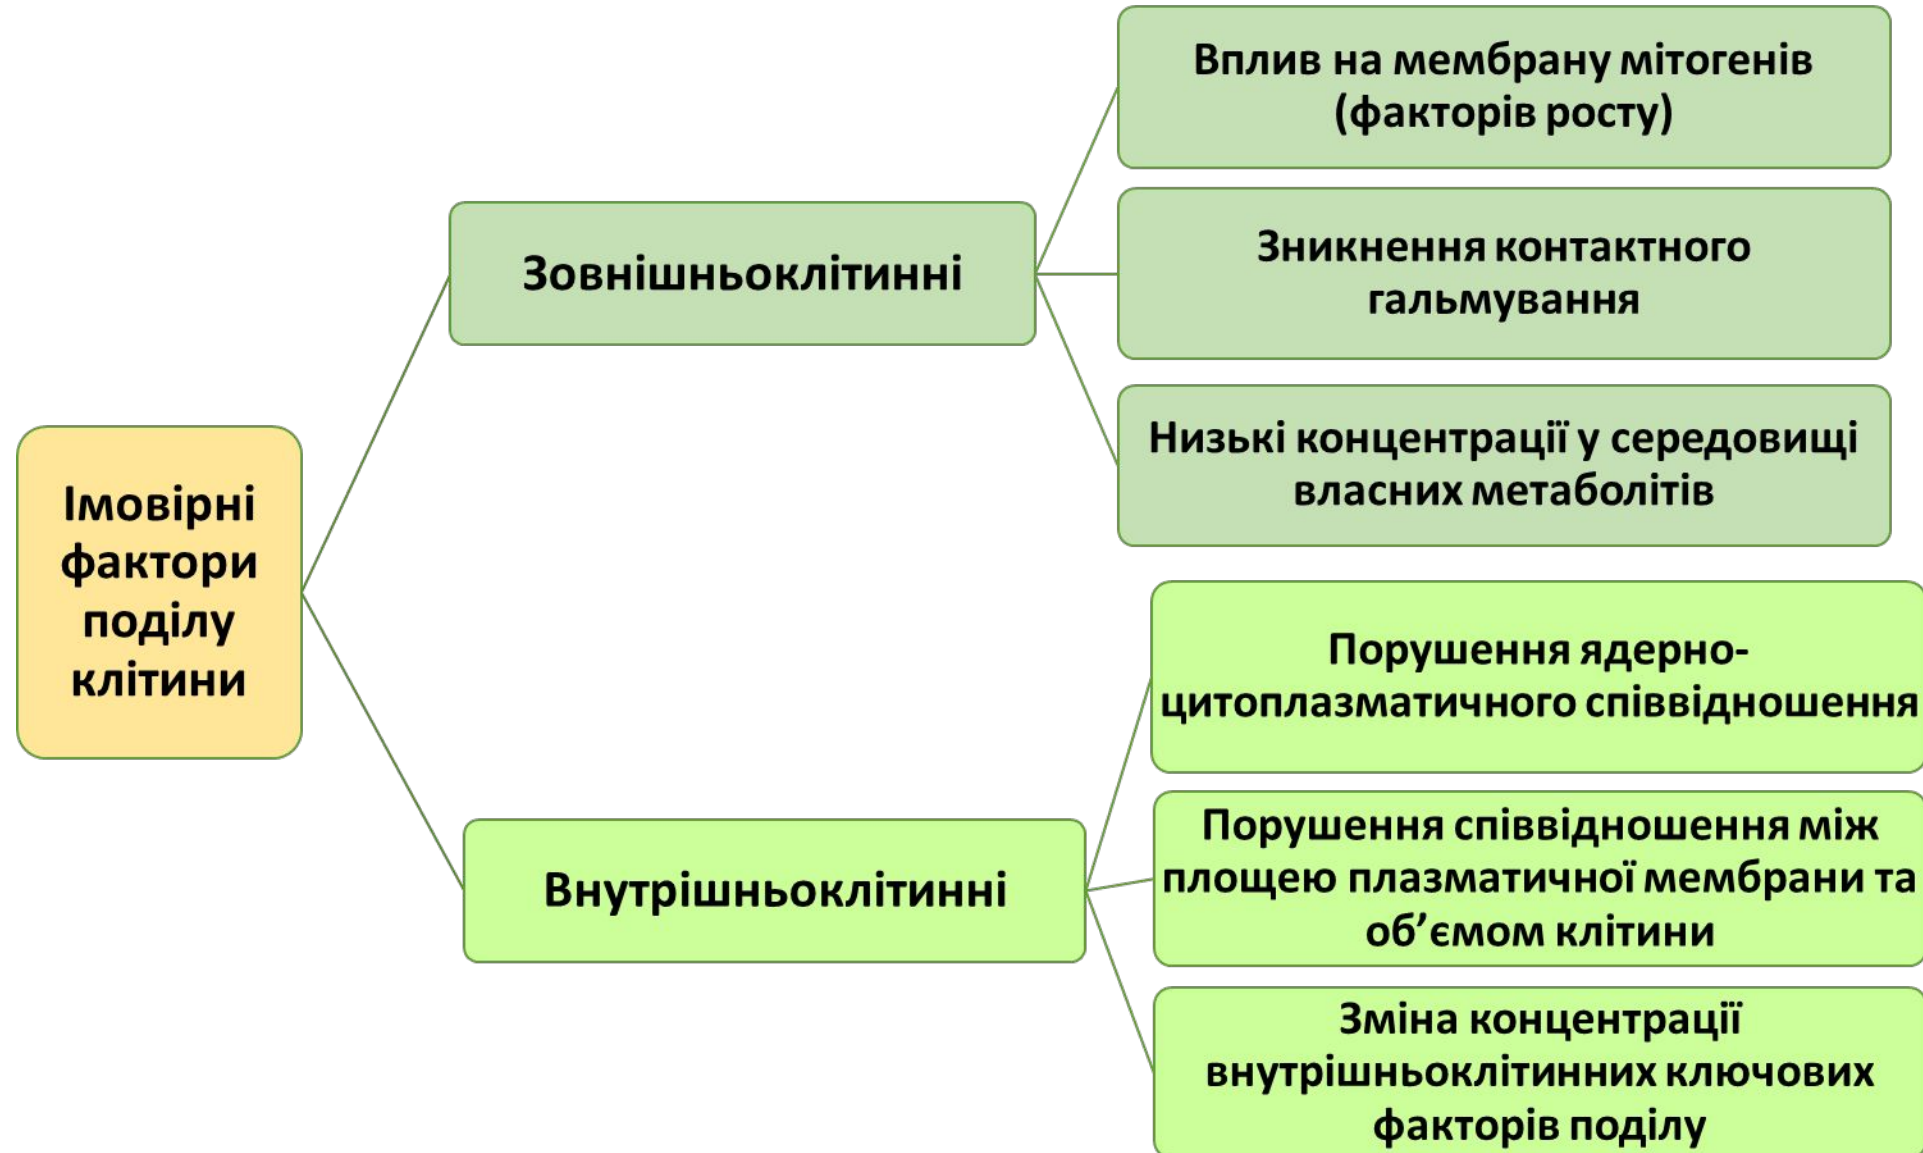 Імовірні
фактори
поділу
клітини
Зовнішньоклітинні
Вплив на мембрану мітогенів
(факторів росту)
Зникнення контактного
гальмування
Низькі концентрації у середовищі
власних метаболітів
Внутрішньоклітинні
Порушення ядерно-
цитоплазматичного співвідношення
Порушення співвідношення між
площею плазматичної мембрани та
об’ємом клітини
Зміна концентрації
внутрішньоклітинних ключових
факторів поділу